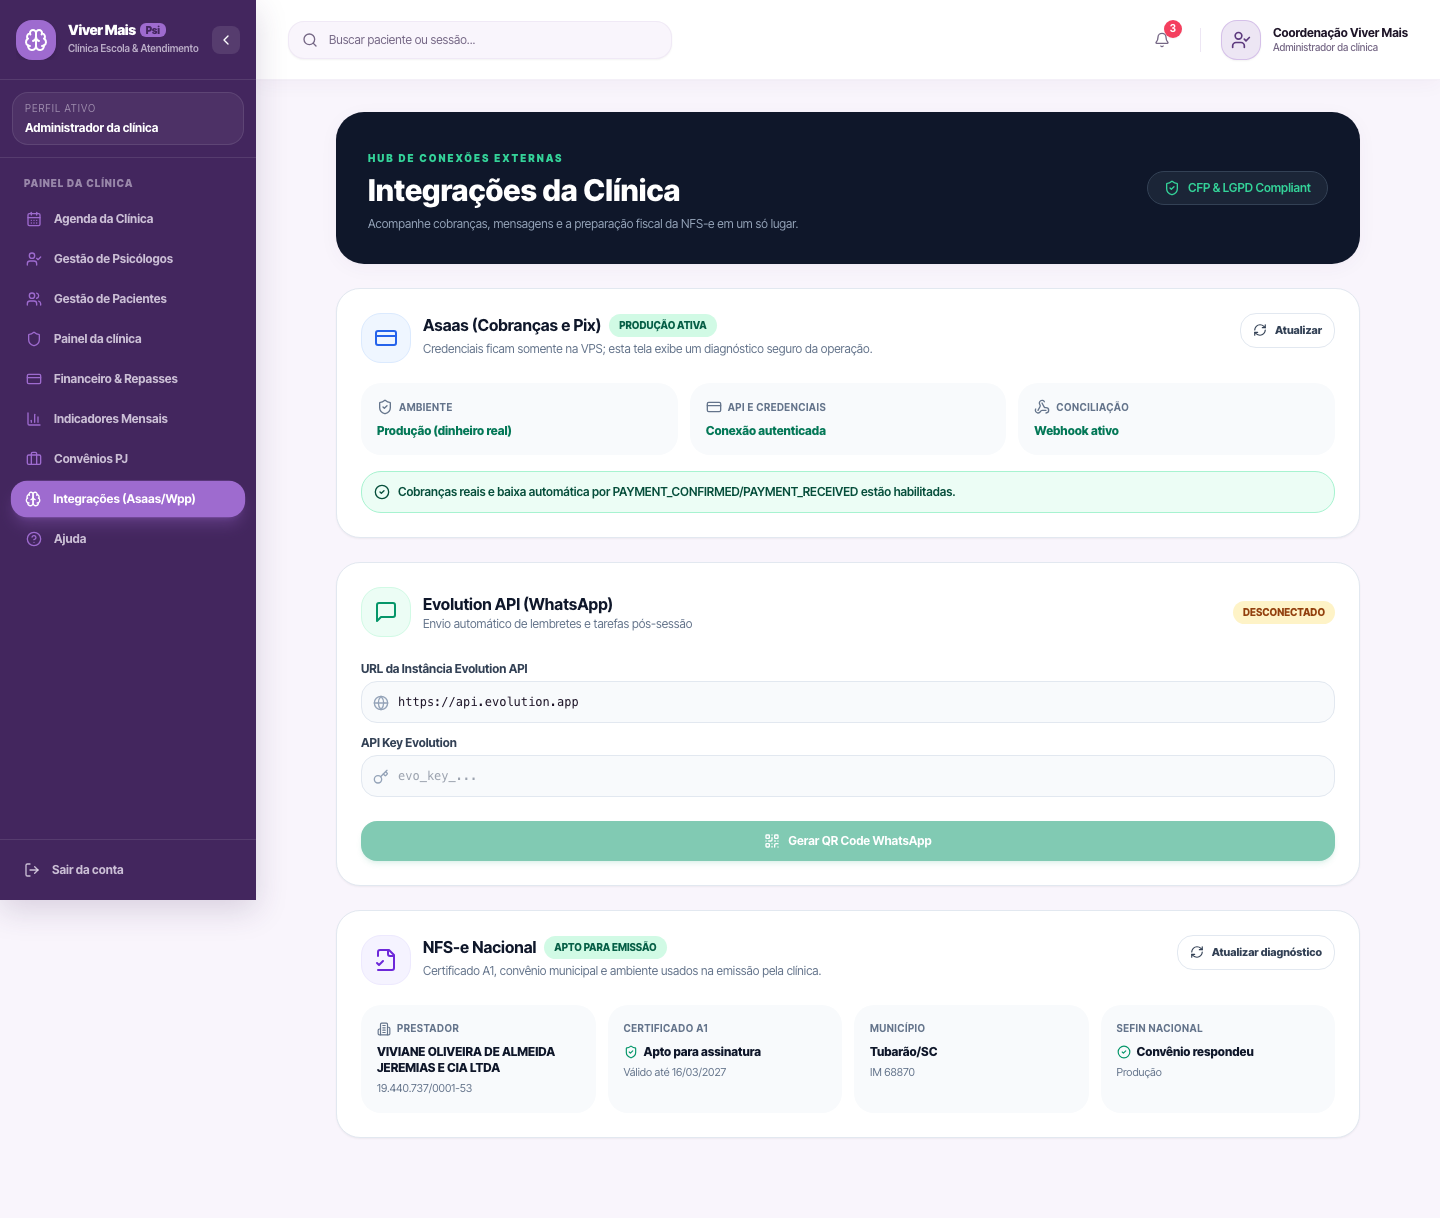 Viver Mais Psi
Clínica Escola & Atendimento
Buscar paciente ou sessão...
3
Coordenação Viver Mais
Administrador da clínica
PERFIL ATIVO
Administrador da clínica
PAINEL DA CLÍNICA
Agenda da Clínica
Gestão de Psicólogos
Gestão de Pacientes
Painel da clínica
Financeiro & Repasses
Indicadores Mensais
Convênios PJ
Integrações (Asaas/Wpp)
Ajuda
Sair da conta
HUB DE CONEXÕES EXTERNAS
Integrações da Clínica
Acompanhe cobranças, mensagens e a preparação fiscal da NFS-e em um só lugar.
CFP & LGPD Compliant
Asaas (Cobranças e Pix) PRODUÇÃO ATIVA
Credenciais ficam somente na VPS; esta tela exibe um diagnóstico seguro da operação.
Atualizar
AMBIENTE
Produção (dinheiro real)
API E CREDENCIAIS
Conexão autenticada
CONCILIAÇÃO
Webhook ativo
Cobranças reais e baixa automática por PAYMENT_CONFIRMED/PAYMENT_RECEIVED estão habilitadas.
Evolution API (WhatsApp)
Envio automático de lembretes e tarefas pós-sessão
DESCONECTADO
URL da Instância Evolution API
https://api.evolution.app
API Key Evolution
evo_key_...
Gerar QR Code WhatsApp
NFS-e Nacional APTO PARA EMISSÃO
Certificado A1, convênio municipal e ambiente usados na emissão pela clínica.
Atualizar diagnóstico
PRESTADOR
VIVIANE OLIVEIRA DE ALMEIDA
JEREMIAS E CIA LTDA
19.440.737/0001-53
CERTIFICADO A1
Apto para assinatura
Válido até 16/03/2027
MUNICÍPIO
Tubarão/SC
IM 68870
SEFIN NACIONAL
Convênio respondeu
Produção